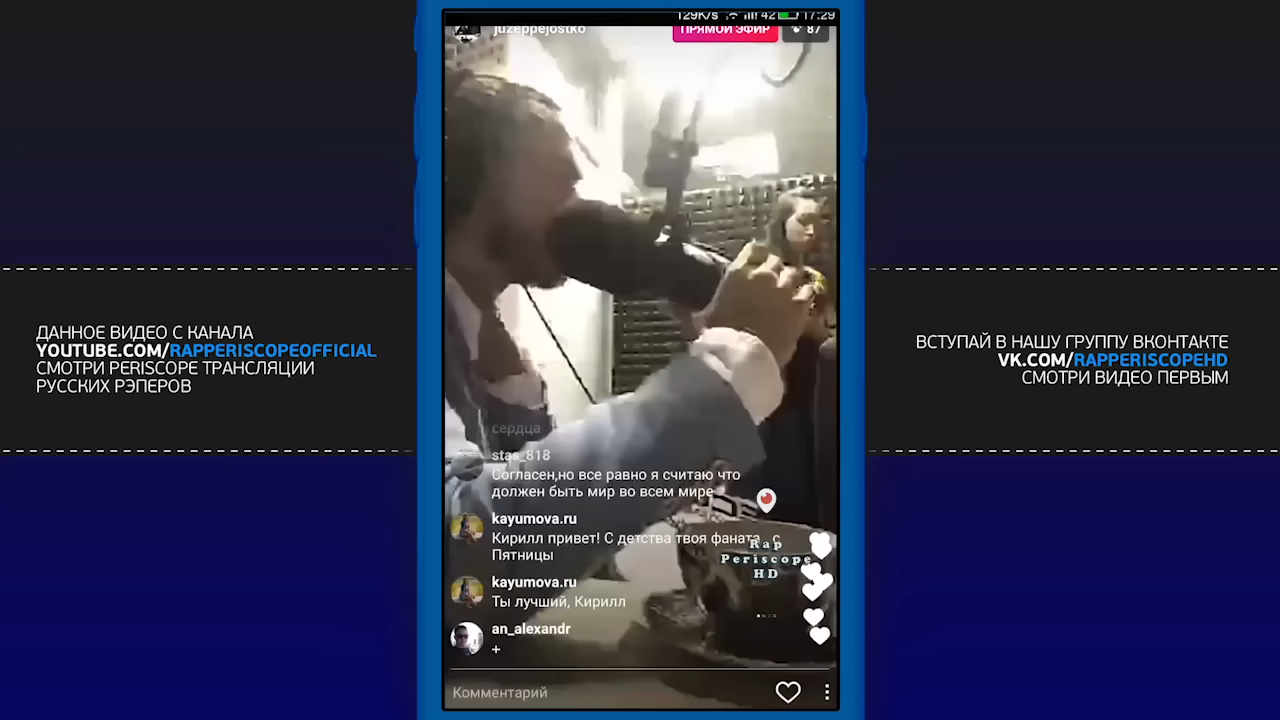 129K/s 42 17:29
juzeppejostko ПРЯМОЙ ЭФИР 87
ДАННОЕ ВИДЕО С КАНАЛА
YOUTUBE.COM/RAPPERISCOPEOFFICIAL
СМОТРИ PERISCOPE ТРАНСЛЯЦИИ
РУССКИХ РЭПЕРОВ
сердца
stas_818
Согласен,но все равно я считаю что
должен быть мир во всем мире
kayumova.ru
Кирилл привет! С детства твоя фаната, с
Пятницы
kayumova.ru
Ты лучший, Кирилл
an_alexandr
+
Rap
Periscope
HD
Комментарий
ВСТУПАЙ В НАШУ ГРУППУ ВКОНТАКТЕ
VK.COM/RAPPERISCOPEHD
СМОТРИ ВИДЕО ПЕРВЫМ